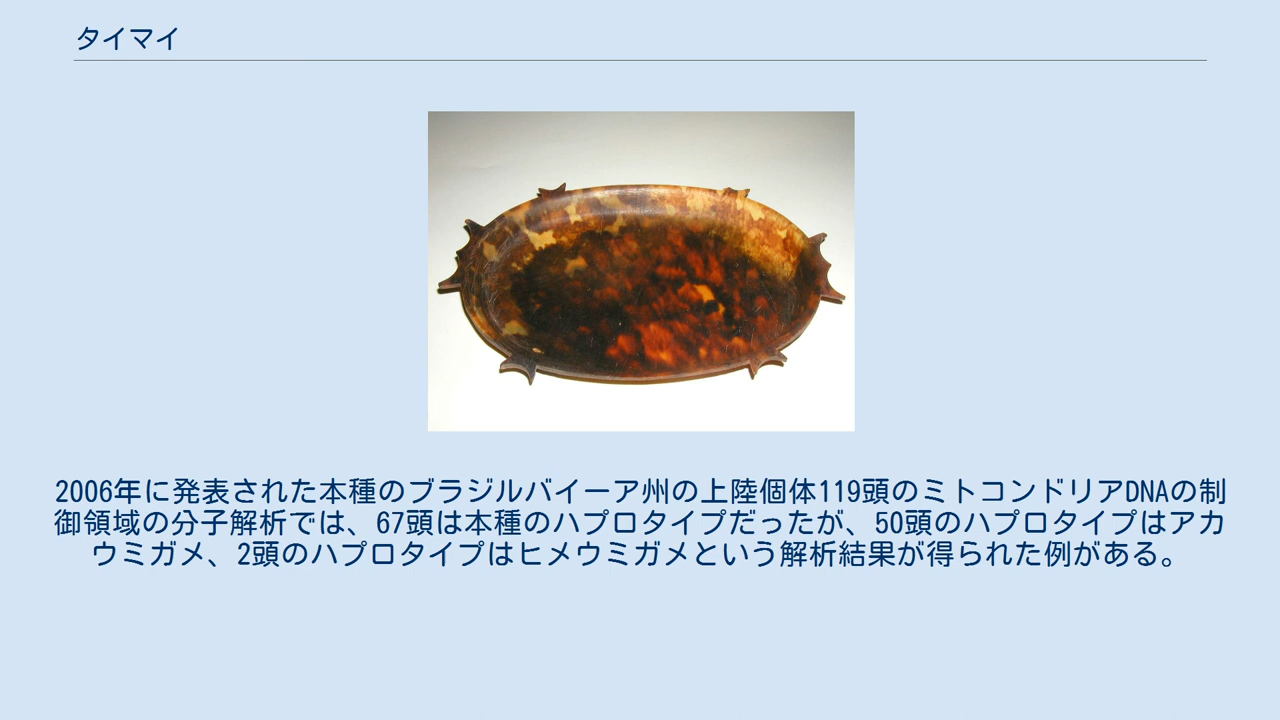 タイマイ
2006年に発表された本種のブラジルバイーア州の上陸個体119頭のミトコンドリアDNAの制
御領域の分子解析では、67頭は本種のハプロタイプだったが、50頭のハプロタイプはアカ
ウミガメ、2頭のハプロタイプはヒメウミガメという解析結果が得られた例がある。